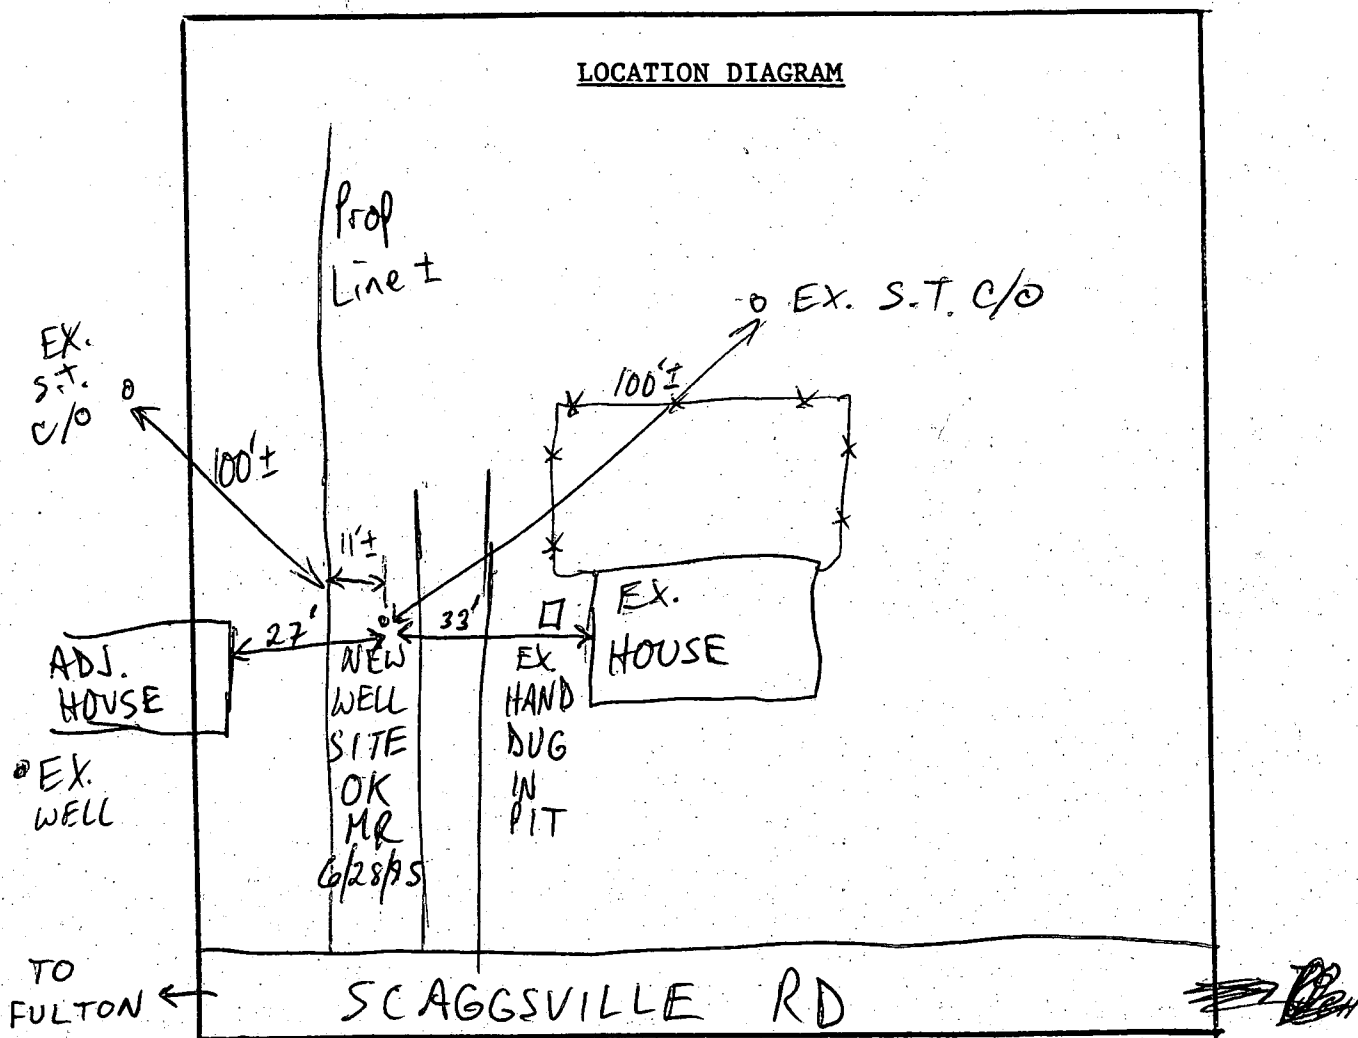 LOCATION DIAGRAM
Prop
Line ±
EX. S.T. C/O
EX.
S.T.
C/O
100'±
100'±
11'±
27'
33'
ADJ.
HOUSE
EX.
HOUSE
NEW
WELL
SITE
OK
MR
6/28/95
EX.
HAND
DUG
IN
PIT
EX.
WELL
TO
FULTON
SCAGGSVILLE RD